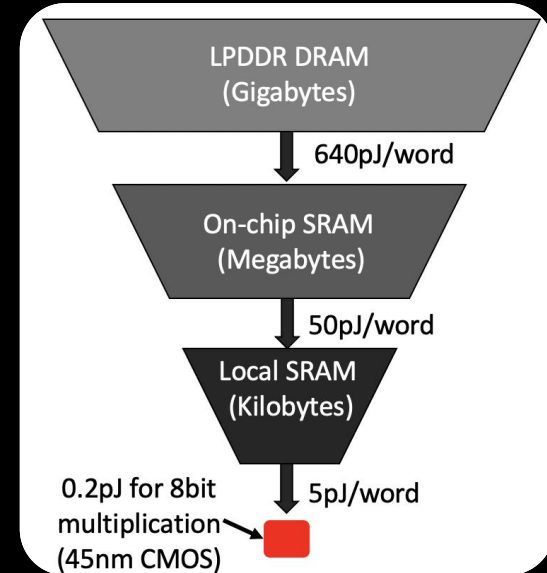 LPDDR DRAM
(Gigabytes)
640pJ/word
On-chip SRAM
(Megabytes)
50pJ/word
Local SRAM
(Kilobytes)
5pJ/word
0.2pJ for 8bit
multiplication
(45nm CMOS)